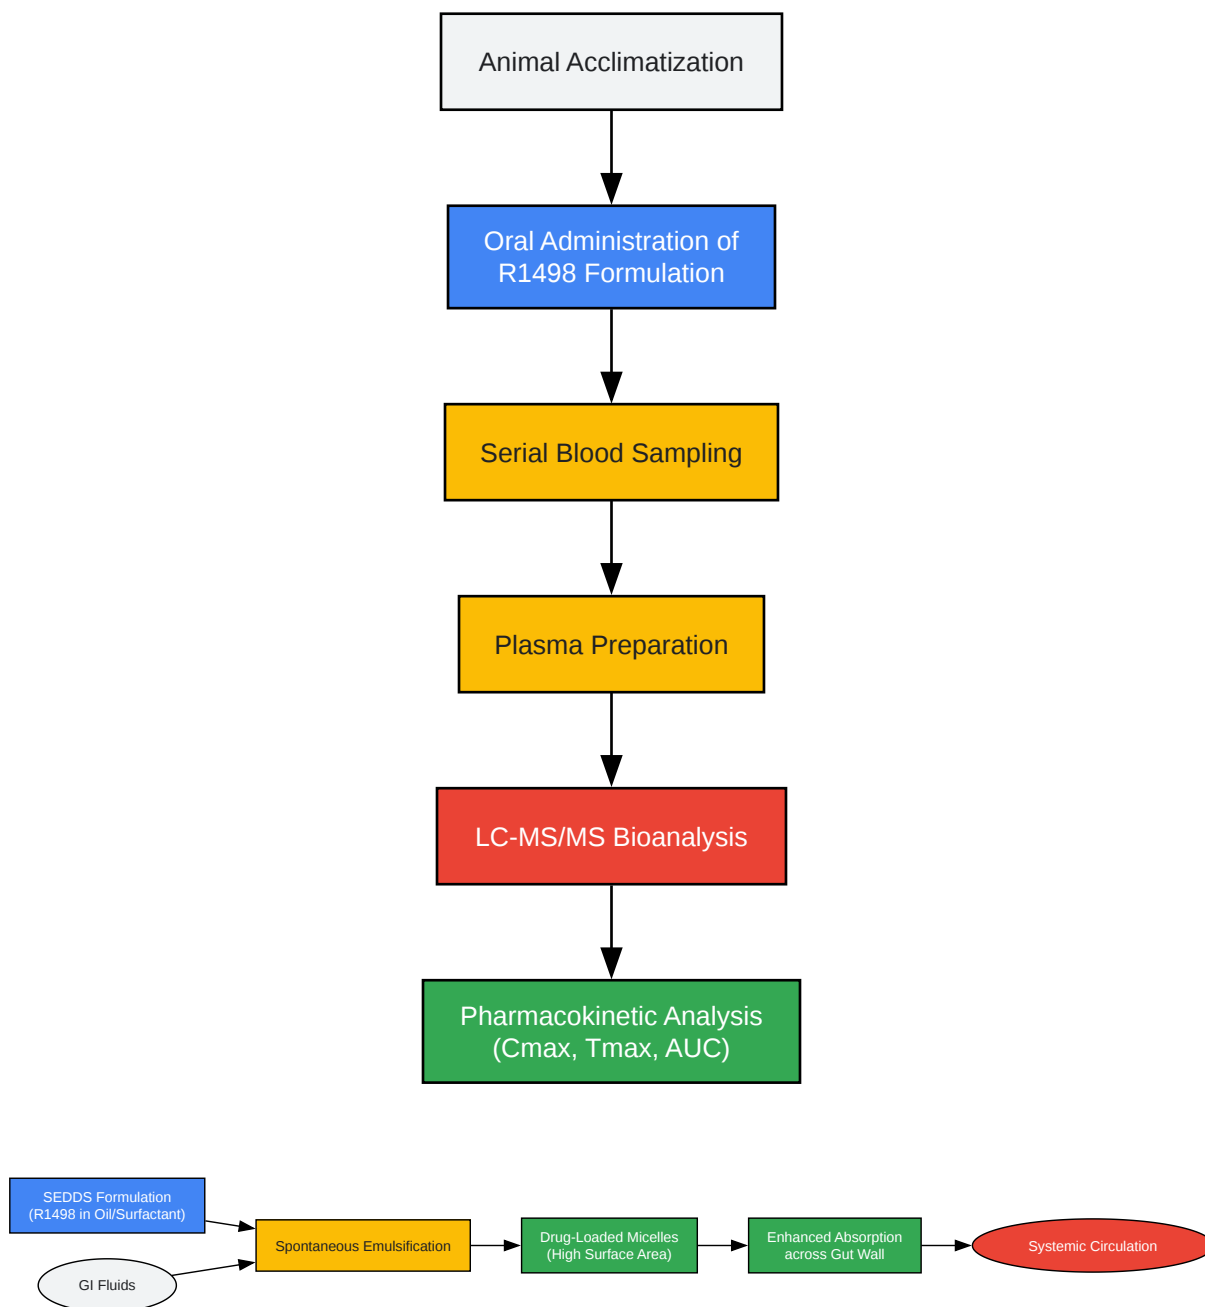 Animal Acclimatization
Oral Administration of
R1498 Formulation
Serial Blood Sampling
Plasma Preparation
LC-MS/MS Bioanalysis
Pharmacokinetic Analysis
(Cmax, Tmax, AUC)
SEDDS Formulation
(R1498 in Oil/Surfactant)
GI Fluids
Spontaneous Emulsification
Drug-Loaded Micelles
(High Surface Area)
Enhanced Absorption
across Gut Wall
Systemic Circulation